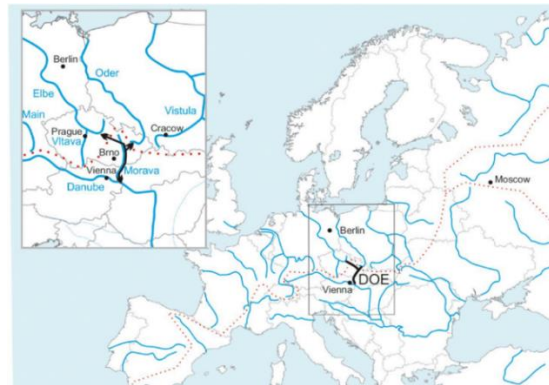 Berlin
Oder
Elbe
Main
Vistula
Prague
Cracow
Vltava
Brno
Vienna
Morava
Danube
Moscow
Berlin
DOE
Vienna